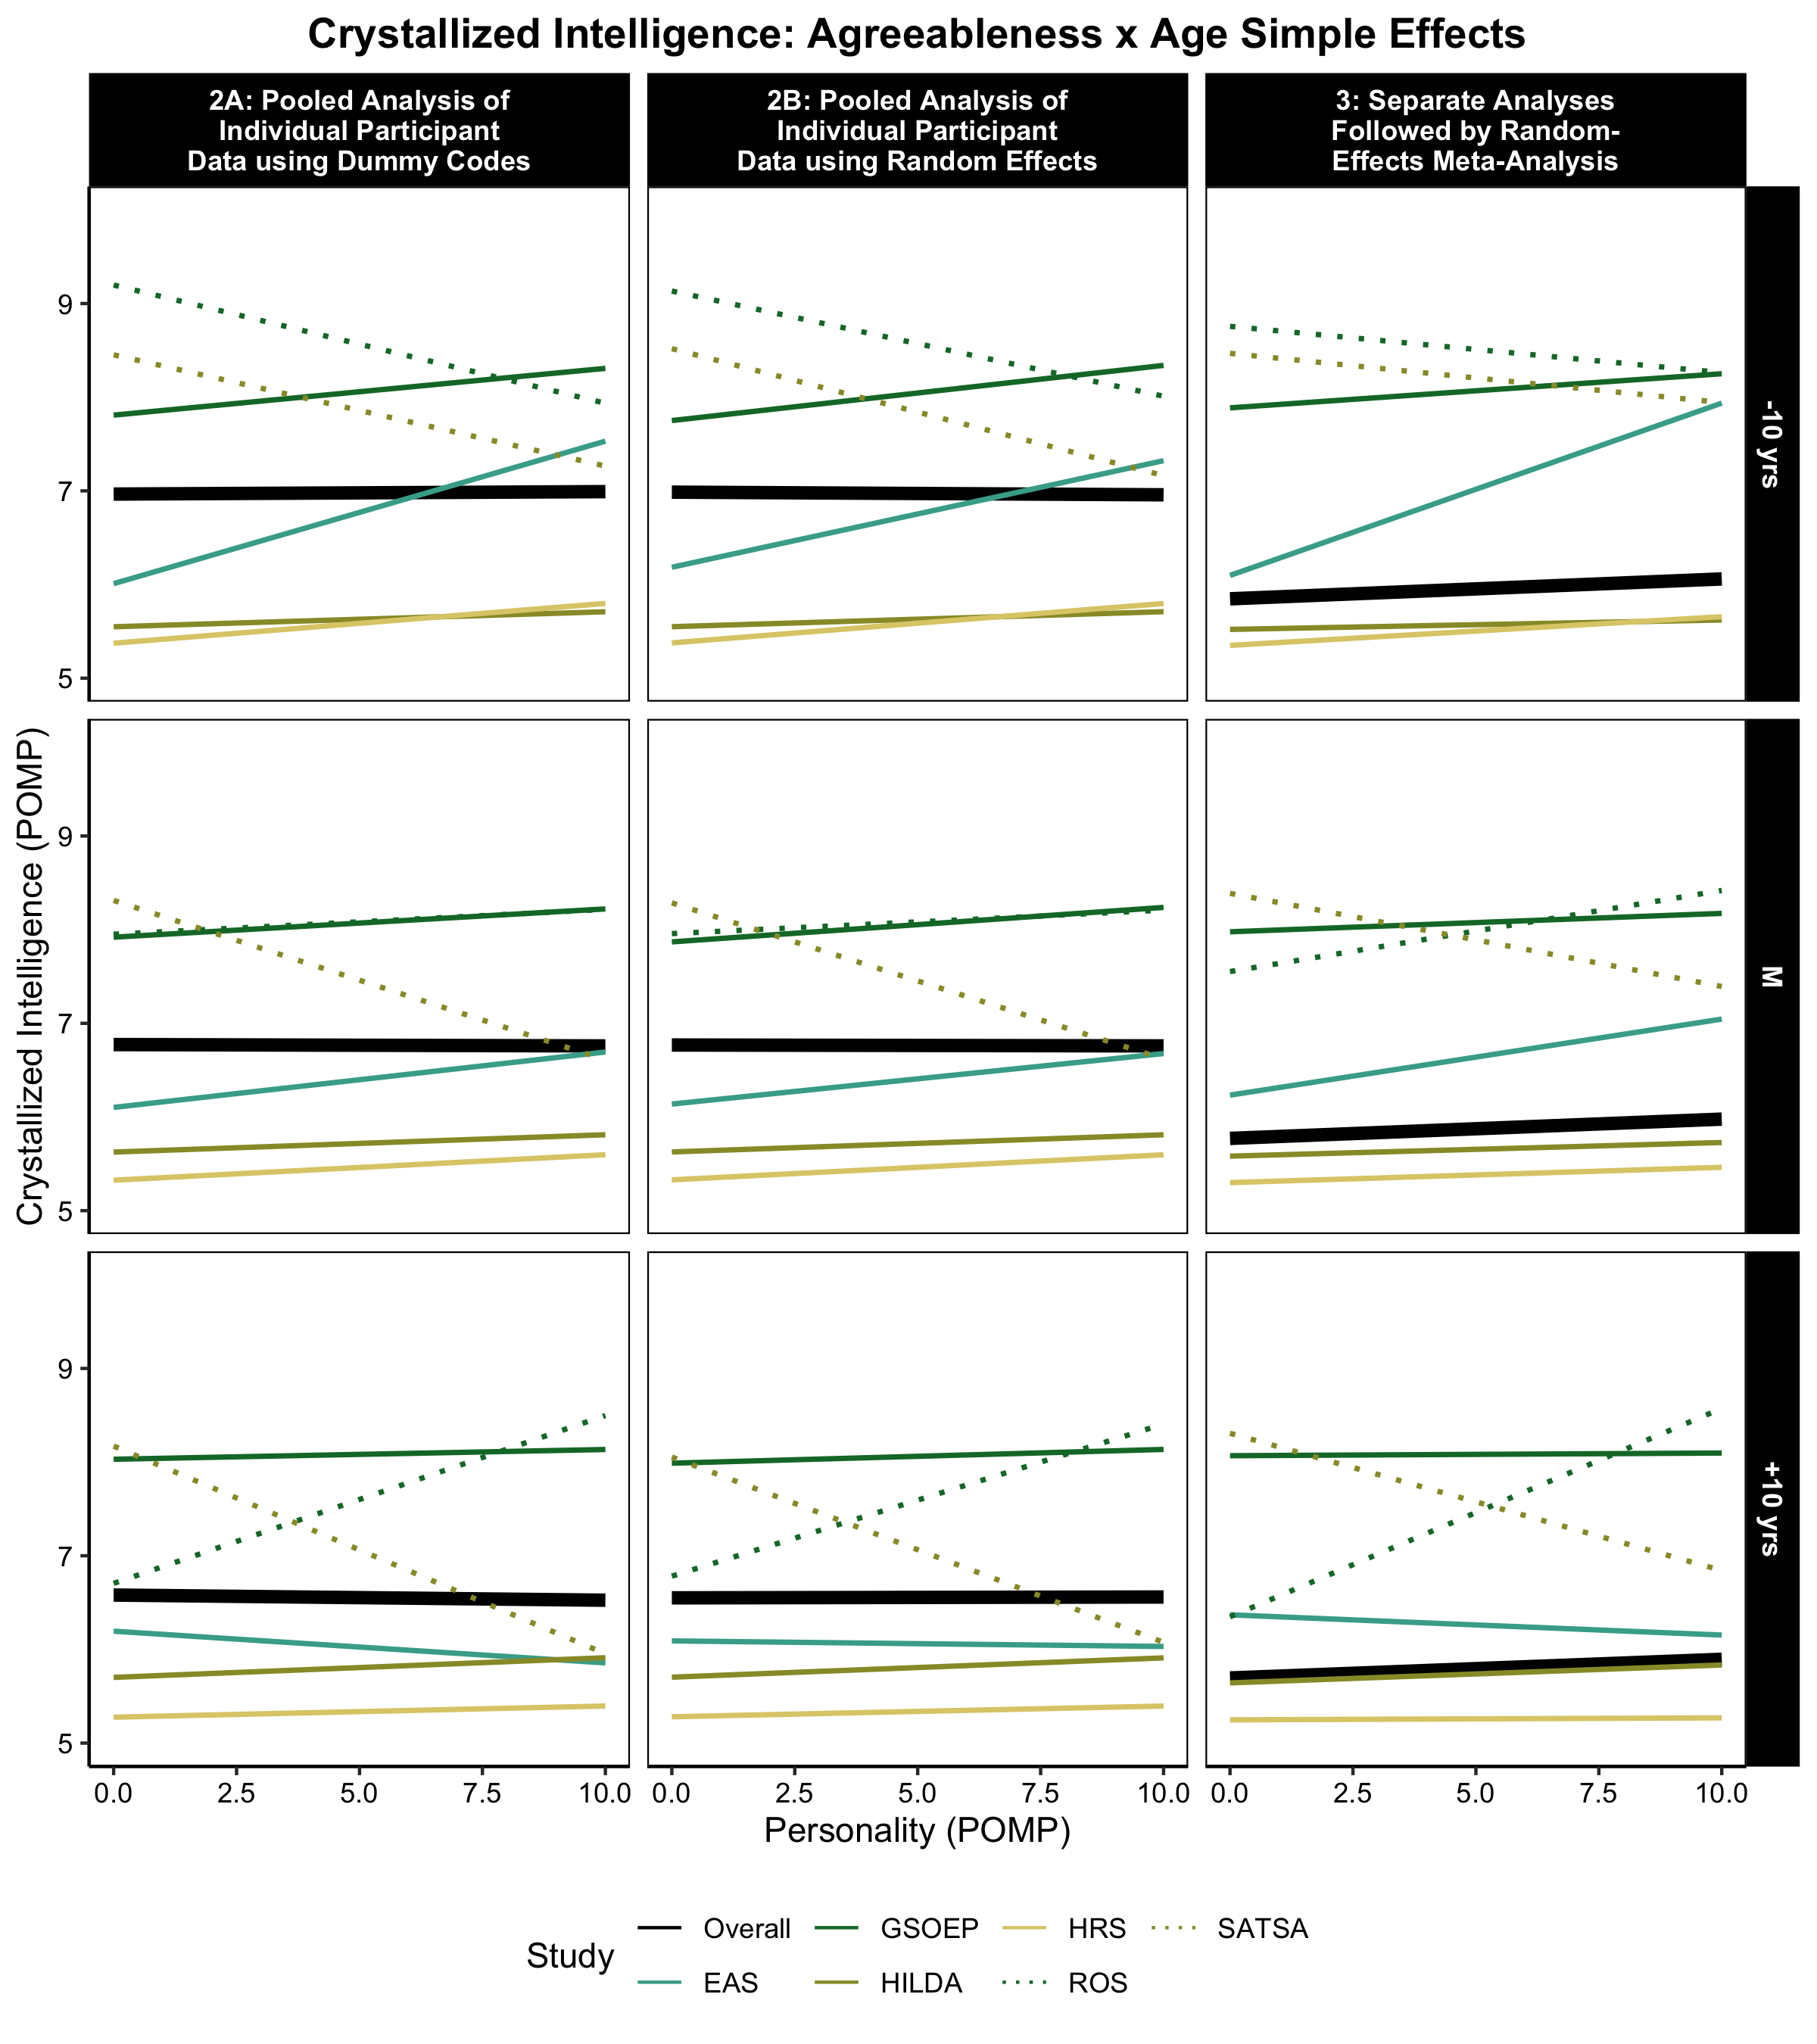 Crystallized Intelligence: Agreeableness x Age Simple Effects
2A: Pooled Analysis of
Individual Participant
Data using Dummy Codes
2B: Pooled Analysis of
Individual Participant
Data using Random Effects
3: Separate Analyses
Followed by Random-
Effects Meta-Analysis
9
7
5
-10 yrs
Crystallized Intelligence (POMP)
9
7
5
M
9
7
5
+10 yrs
0.0 2.5 5.0 7.5 10.0
0.0 2.5 5.0 7.5 10.0
0.0 2.5 5.0 7.5 10.0
Personality (POMP)
Study
Overall GSOEP HRS SATSA
EAS HILDA ROS